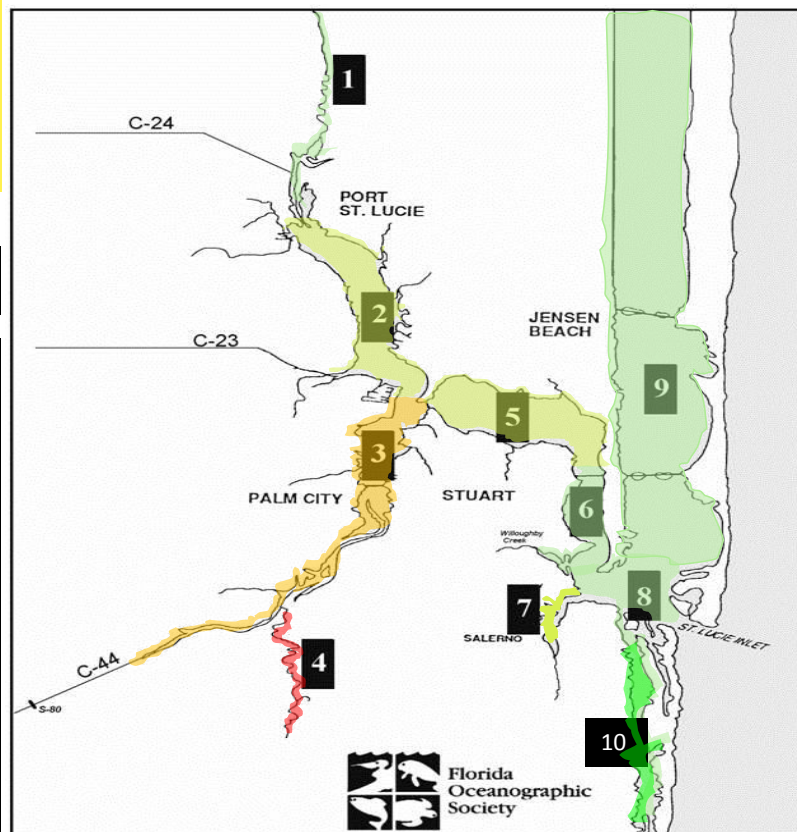 1
C-24
PORT
ST. LUCIE
2
JENSEN
BEACH
C-23
9
5
3
PALM CITY
STUART
6
Willoughby
Creek
7
8
SALERNO
ST. LUCIE INLET
4
C-44
S-80
10
Florida
Oceanographic
Society